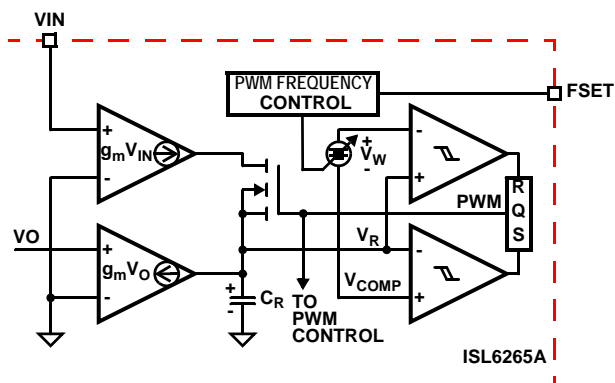 VIN
PWM FREQUENCY
CONTROL
FSET
+
gmVIN
-
+
VW
-
-
+
R
Q
S
PWM
VO
+
gmVO
-
VR
-
VCOMP
+
+
-
CR
TO
PWM
CONTROL
ISL6265A